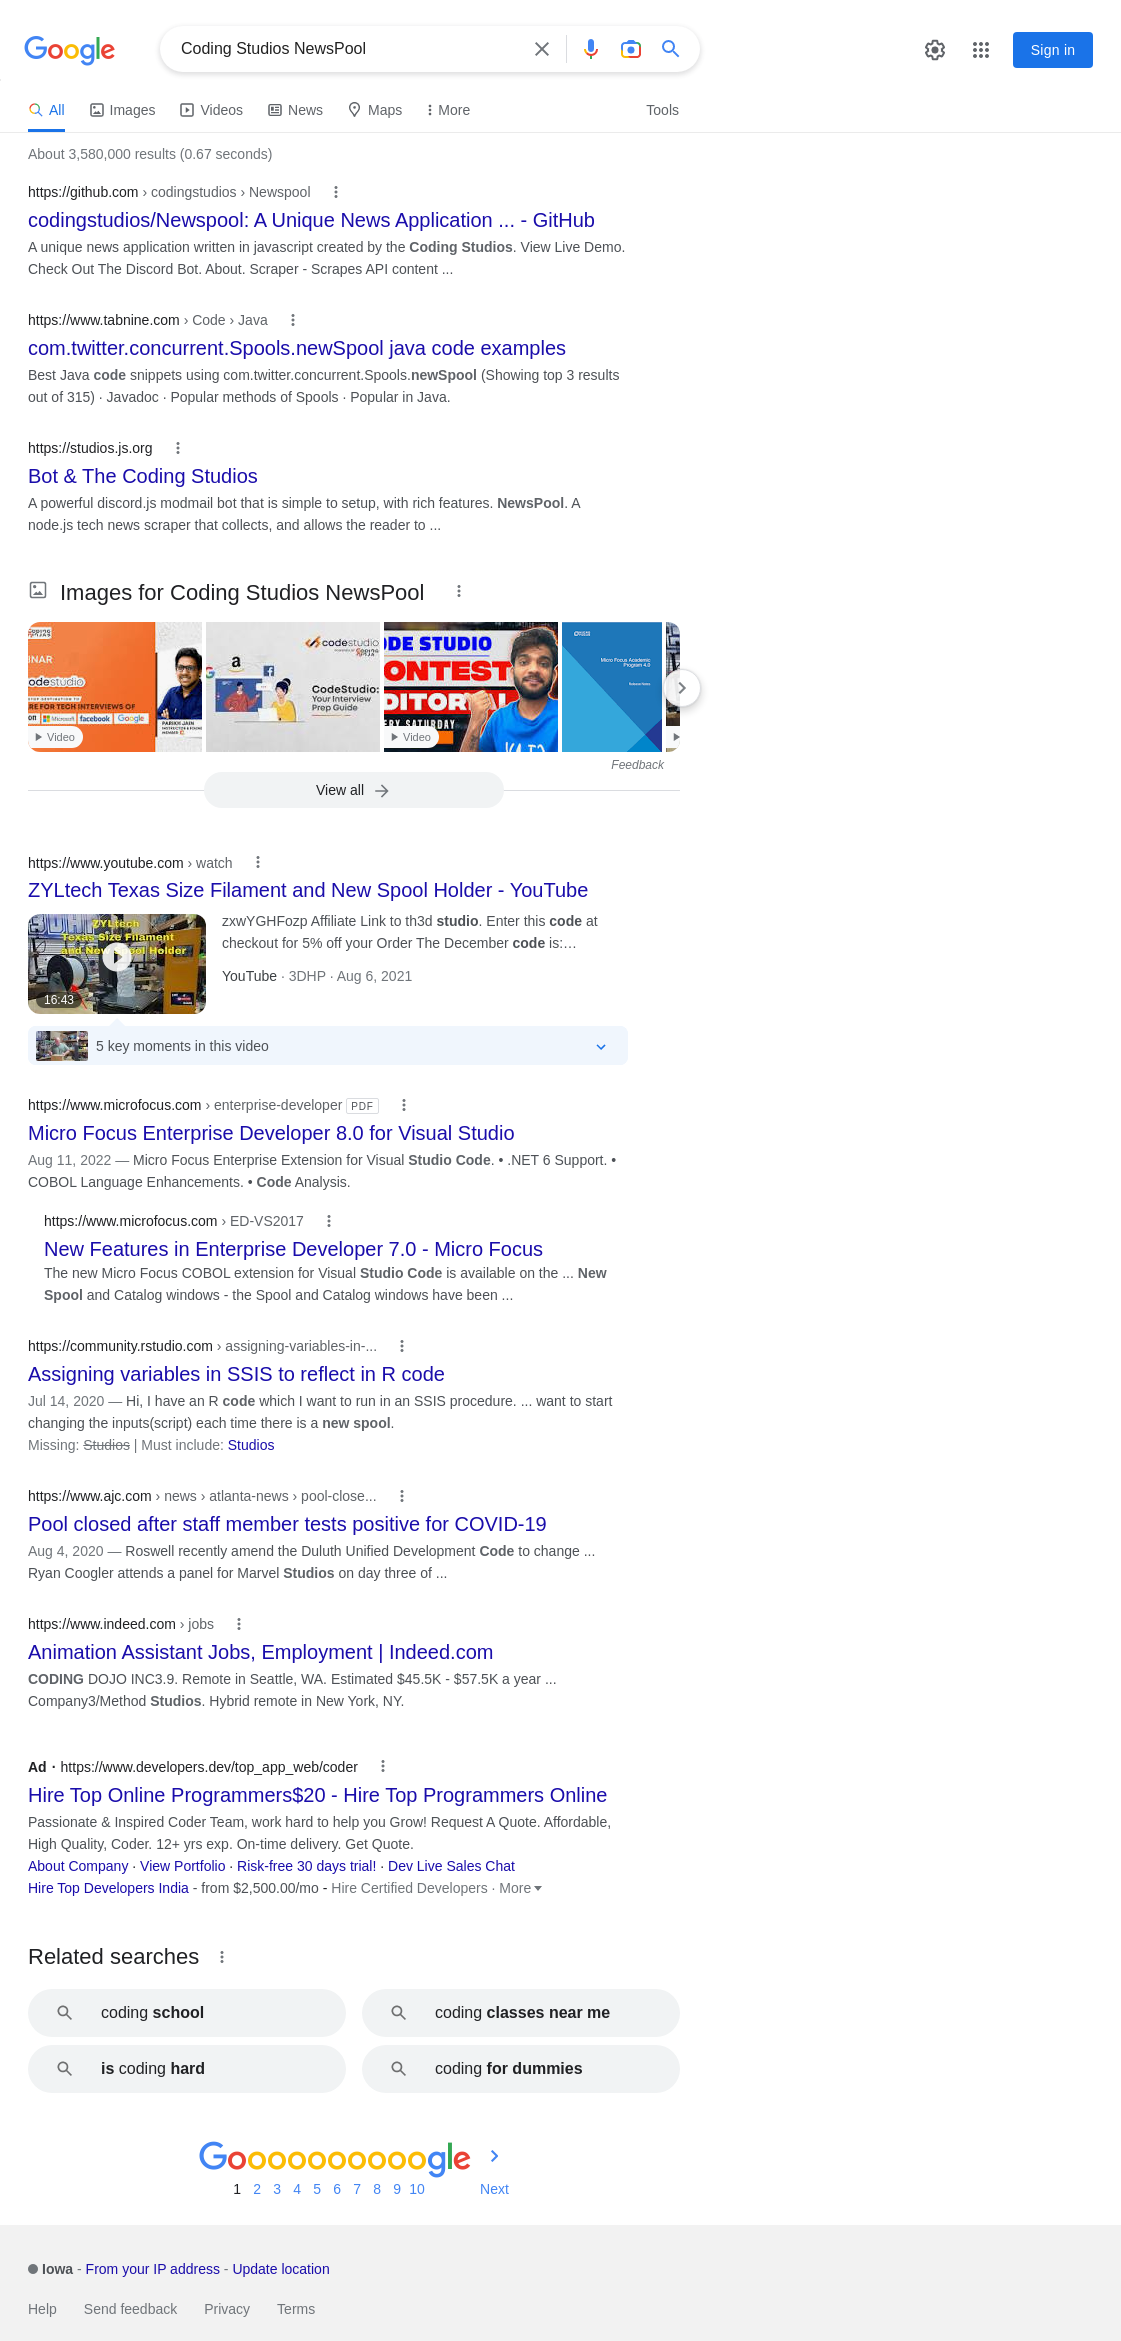 Google
Coding Studios NewsPool
Sign in
All
Images
Videos
News
Maps
More
Tools
About 3,580,000 results (0.67 seconds)
https://github.com › codingstudios › Newspool
codingstudios/Newspool: A Unique News Application ... - GitHub
A unique news application written in javascript created by the Coding Studios. View Live Demo.
Check Out The Discord Bot. About. Scraper - Scrapes API content ...
https://www.tabnine.com › Code › Java
com.twitter.concurrent.Spools.newSpool java code examples
Best Java code snippets using com.twitter.concurrent.Spools.newSpool (Showing top 3 results
out of 315) · Javadoc · Popular methods of Spools · Popular in Java.
https://studios.js.org
Bot & The Coding Studios
A powerful discord.js modmail bot that is simple to setup, with rich features. NewsPool. A
node.js tech news scraper that collects, and allows the reader to ...
Images for Coding Studios NewsPool
INAR
odestudio
RE FOR TECH INTERVIEWS OF
on Microsoft facebook Google
PARIKH JAIN
Video
codestudio
CodeStudio:
Your Interview
Prep Guide
DE STUDIO
ONTEST
DITORIAL
RY SATURDAY
Video
Micro Focus Academic
Program 4.0
Feedback
View all
https://www.youtube.com › watch
ZYLtech Texas Size Filament and New Spool Holder - YouTube
ZYLtech
Texas Size Filament
and New Spool Holder
16:43
zxwYGHFozp Affiliate Link to th3d studio. Enter this code at
checkout for 5% off your Order The December code is:…
YouTube · 3DHP · Aug 6, 2021
5 key moments in this video
https://www.microfocus.com › enterprise-developer PDF
Micro Focus Enterprise Developer 8.0 for Visual Studio
Aug 11, 2022 — Micro Focus Enterprise Extension for Visual Studio Code. • .NET 6 Support. •
COBOL Language Enhancements. • Code Analysis.
https://www.microfocus.com › ED-VS2017
New Features in Enterprise Developer 7.0 - Micro Focus
The new Micro Focus COBOL extension for Visual Studio Code is available on the ... New
Spool and Catalog windows - the Spool and Catalog windows have been ...
https://community.rstudio.com › assigning-variables-in-...
Assigning variables in SSIS to reflect in R code
Jul 14, 2020 — Hi, I have an R code which I want to run in an SSIS procedure. ... want to start
changing the inputs(script) each time there is a new spool.
Missing: Studios | Must include: Studios
https://www.ajc.com › news › atlanta-news › pool-close...
Pool closed after staff member tests positive for COVID-19
Aug 4, 2020 — Roswell recently amend the Duluth Unified Development Code to change ...
Ryan Coogler attends a panel for Marvel Studios on day three of ...
https://www.indeed.com › jobs
Animation Assistant Jobs, Employment | Indeed.com
CODING DOJO INC3.9. Remote in Seattle, WA. Estimated $45.5K - $57.5K a year ...
Company3/Method Studios. Hybrid remote in New York, NY.
Ad · https://www.developers.dev/top_app_web/coder
Hire Top Online Programmers$20 - Hire Top Programmers Online
Passionate & Inspired Coder Team, work hard to help you Grow! Request A Quote. Affordable,
High Quality, Coder. 12+ yrs exp. On-time delivery. Get Quote.
About Company · View Portfolio · Risk-free 30 days trial! · Dev Live Sales Chat
Hire Top Developers India - from $2,500.00/mo - Hire Certified Developers · More
Related searches
coding school
coding classes near me
is coding hard
coding for dummies
Goooooooooogle
1 2 3 4 5 6 7 8 9 10 Next
Iowa - From your IP address - Update location
Help Send feedback Privacy Terms